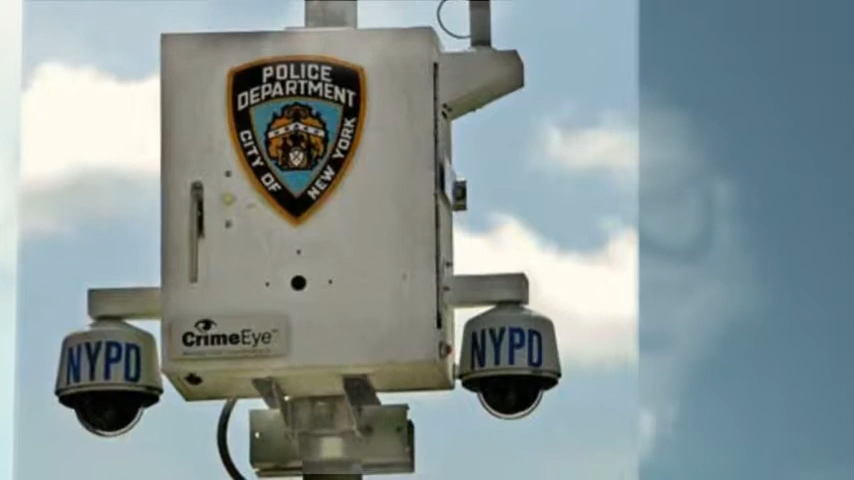 POLICE
DEPARTMENT
CITY OF
NEW YORK
CrimeEye
NYPD
NYPD